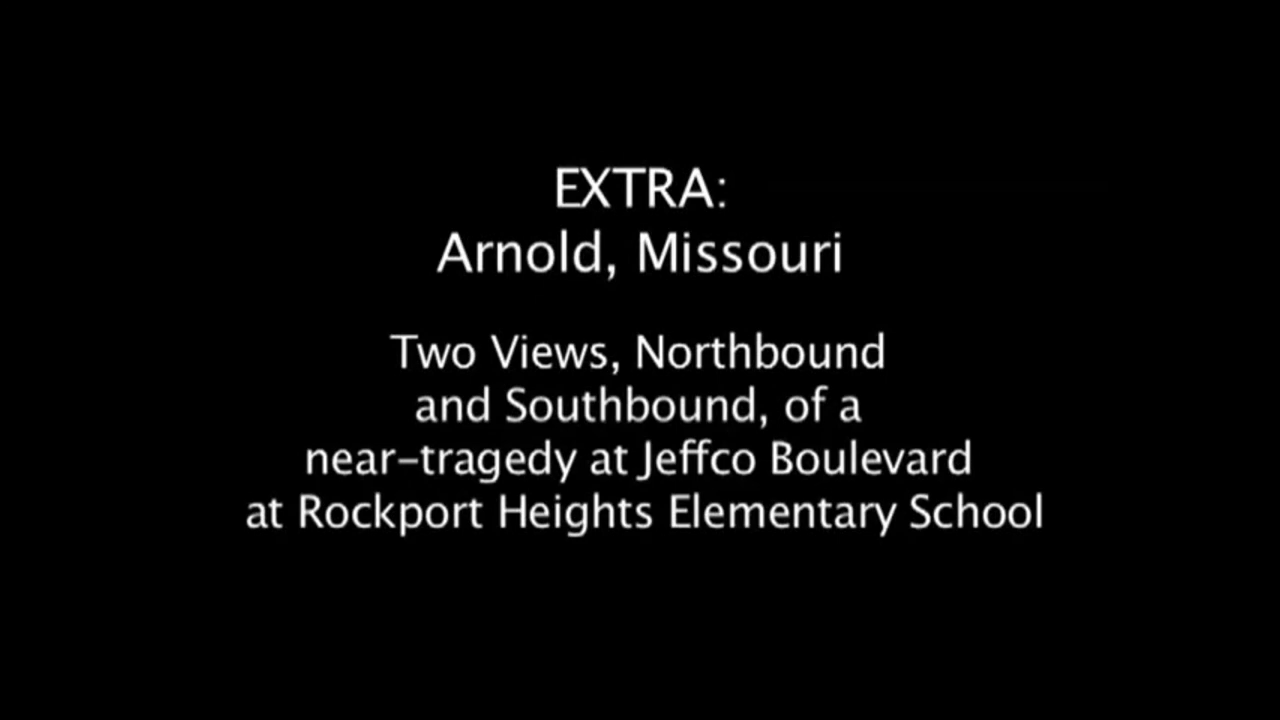 EXTRA:
Arnold, Missouri
Two Views, Northbound
and Southbound, of a
near-tragedy at Jeffco Boulevard
at Rockport Heights Elementary School